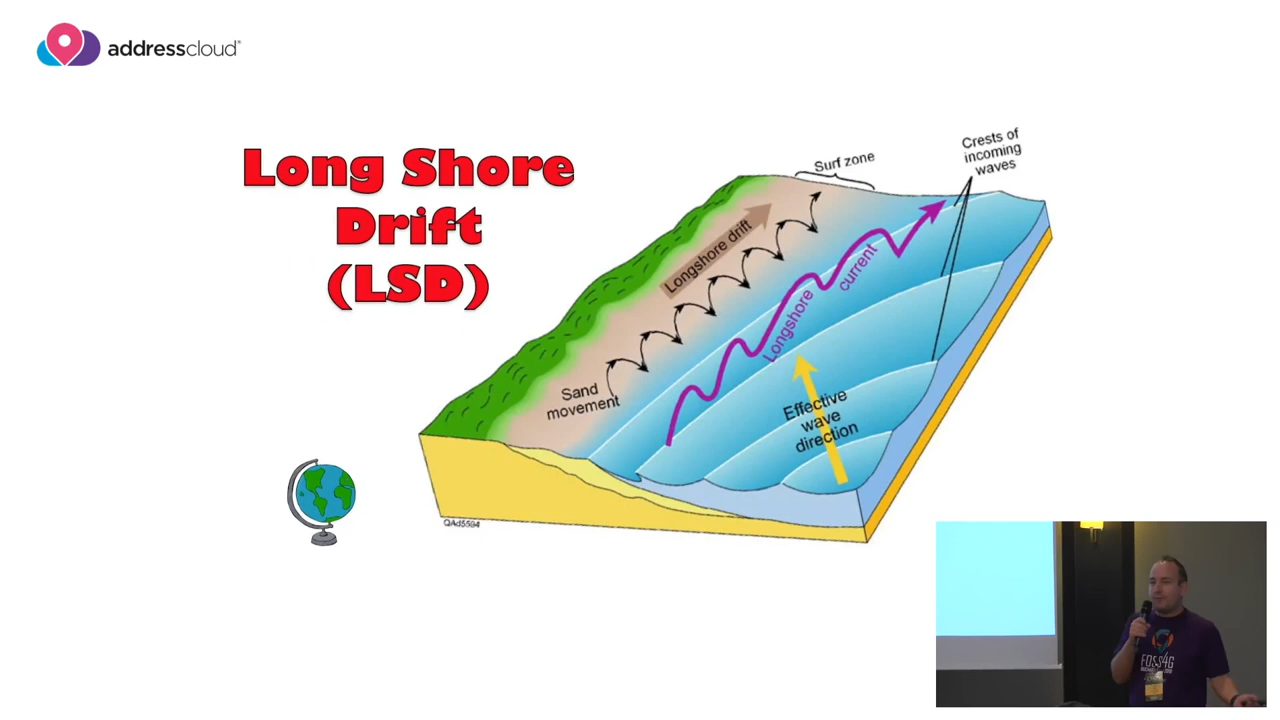 addresscloud®
Long Shore
Drift
(LSD)
Crests of
incoming
waves
Surf zone
Longshore drift
Longshore current
Sand
movement
Effective
wave
direction
QAd5594
FOSS4G